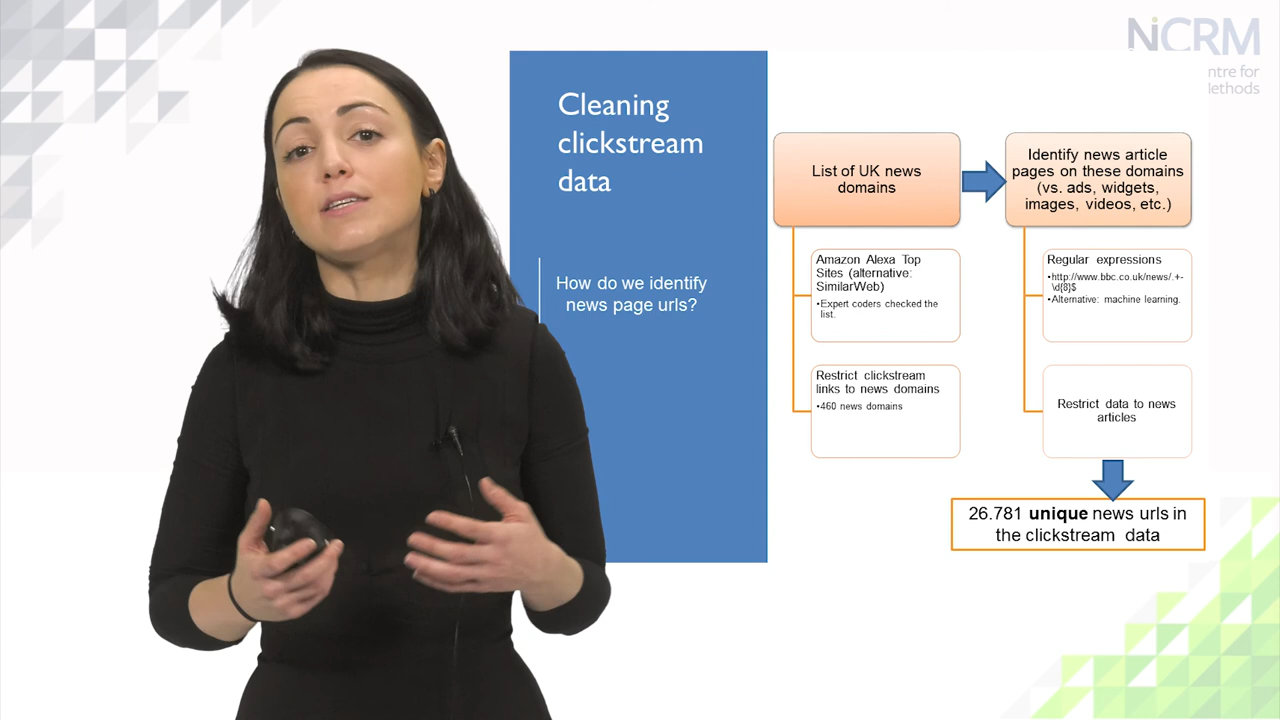 NiCRM
ntre for
lethods
Cleaning
clickstream
data
How do we identify
news page urls?
List of UK news
domains
Amazon Alexa Top
Sites (alternative:
SimilarWeb)
•Expert coders checked the
list.
Restrict clickstream
links to news domains
•460 news domains
Identify news article
pages on these domains
(vs. ads, widgets,
images, videos, etc.)
Regular expressions
•http://www.bbc.co.uk/news/.+-
\d{8}$
•Alternative: machine learning.
Restrict data to news
articles
26.781 unique news urls in
the clickstream data